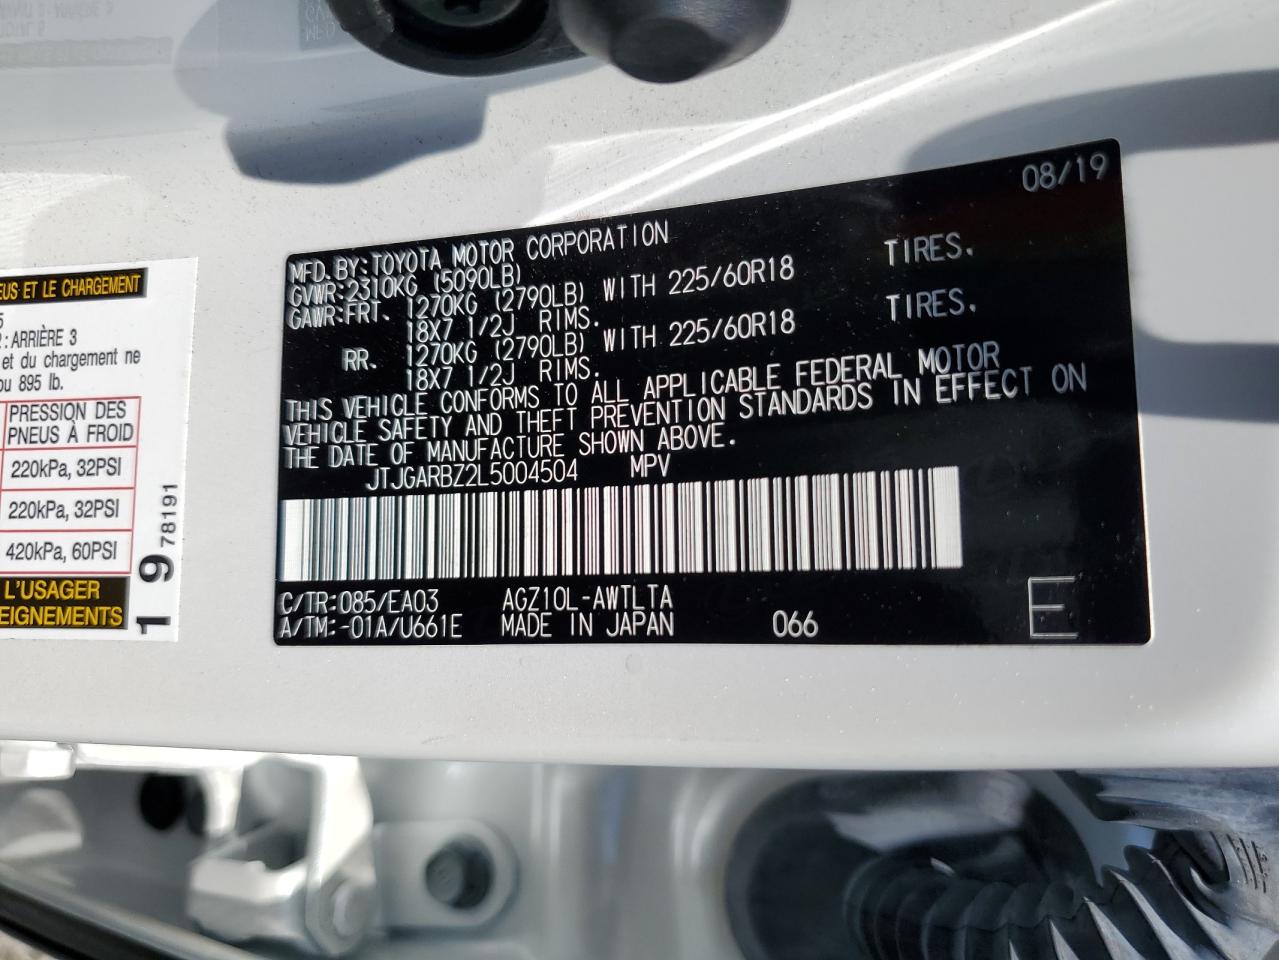 08/19
MFD. BY: TOYOTA MOTOR CORPORATION
GVWR: 2310KG (5090LB)
GAWR: FRT. 1270KG (2790LB) WITH 225/60R18 TIRES.
18X7 1/2J RIMS.
RR. 1270KG (2790LB) WITH 225/60R18 TIRES.
18X7 1/2J RIMS.
THIS VEHICLE CONFORMS TO ALL APPLICABLE FEDERAL MOTOR
VEHICLE SAFETY AND THEFT PREVENTION STANDARDS IN EFFECT ON
THE DATE OF MANUFACTURE SHOWN ABOVE.
JTJGARBZ2L5004504 MPV
C/TR: 085/EA03 AGZ10L-AWTLTA
A/TM: -01A/U661E MADE IN JAPAN 066 E
ET LE CHARGEMENT
: ARRIÈRE 3
et du chargement ne
895 lb.
PRESSION DES
PNEUS À FROID
220kPa, 32PSI
220kPa, 32PSI
420kPa, 60PSI
L'USAGER
19 78191